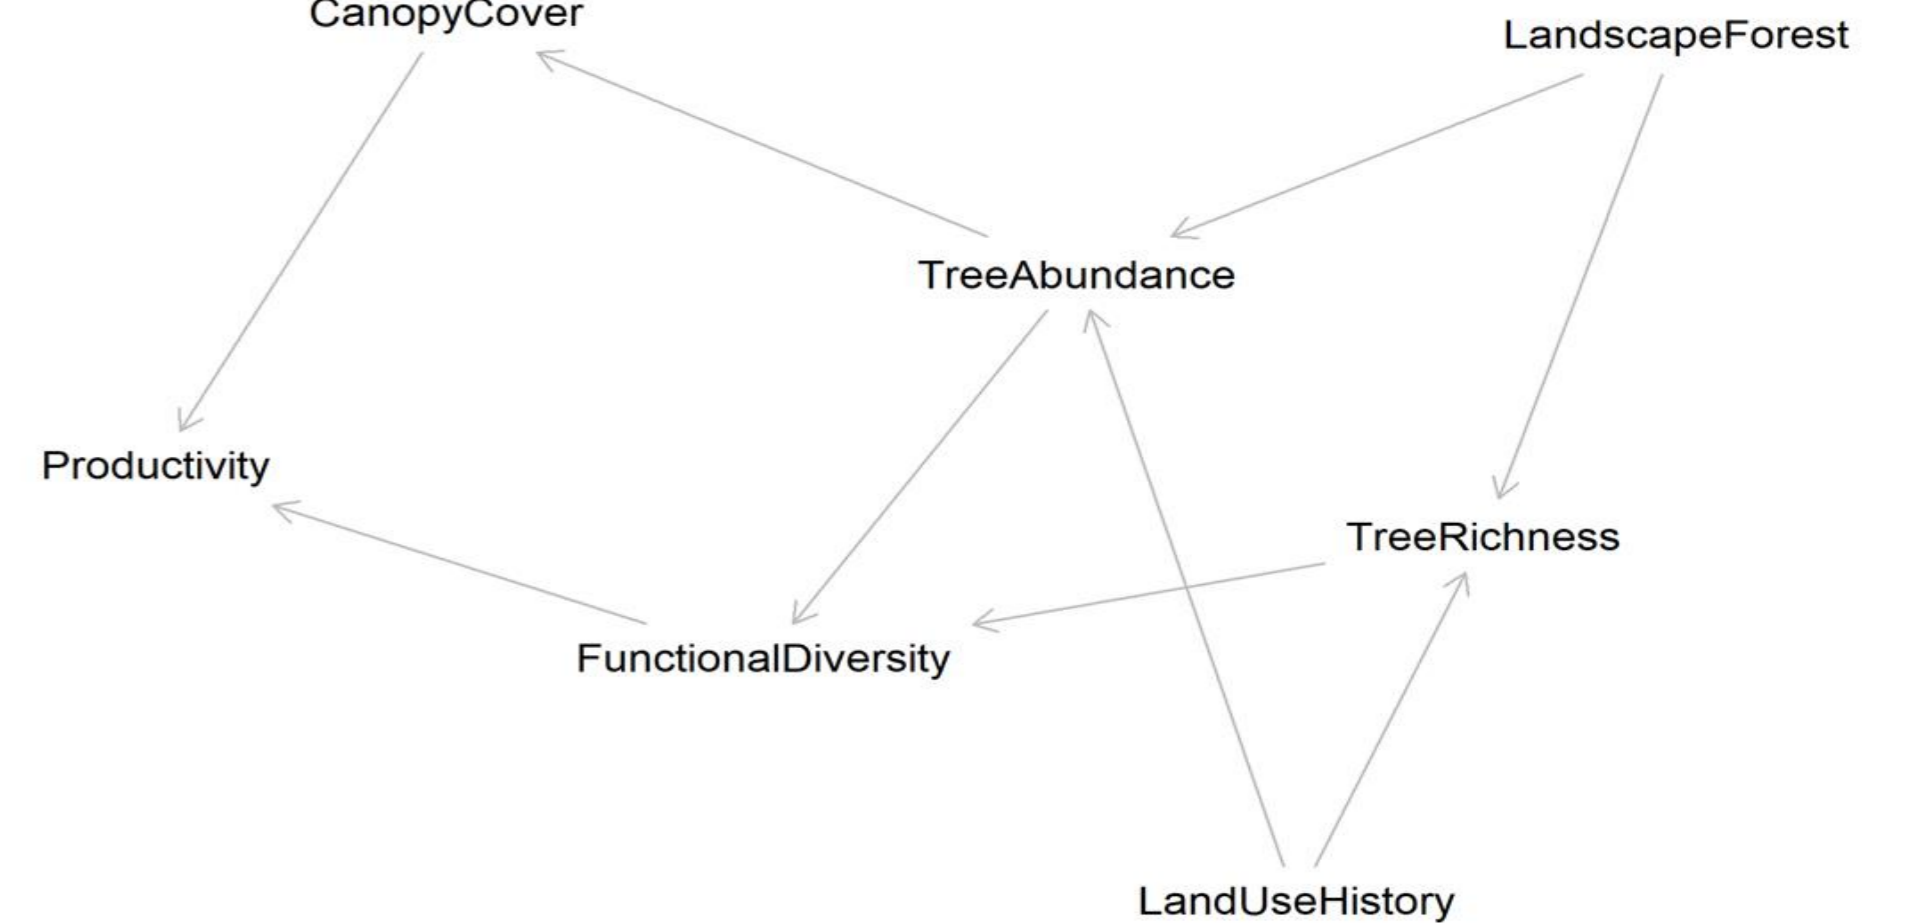 CanopyCover
LandscapeForest
TreeAbundance
Productivity
TreeRichness
FunctionalDiversity
LandUseHistory